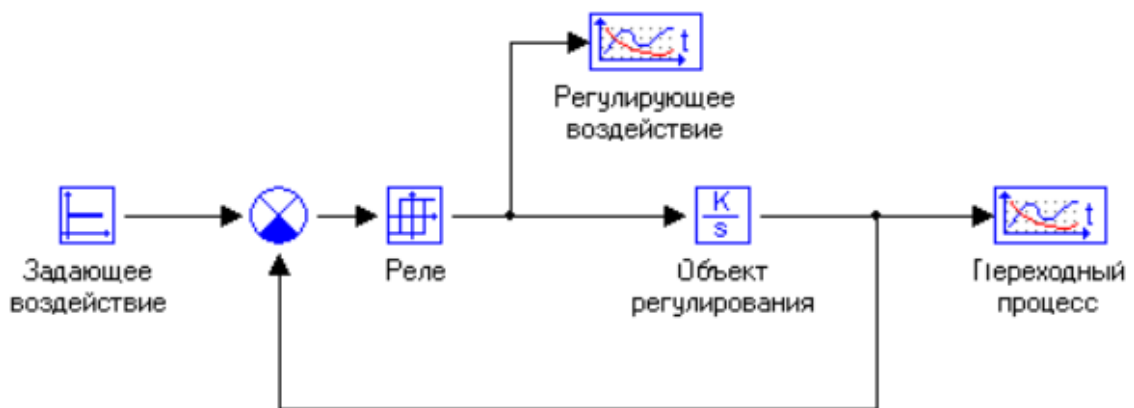 t
Регулирующее
воздействие
Задающее
воздействие
Реле
K
s
Объект
регулирования
t
Переходный
процесс